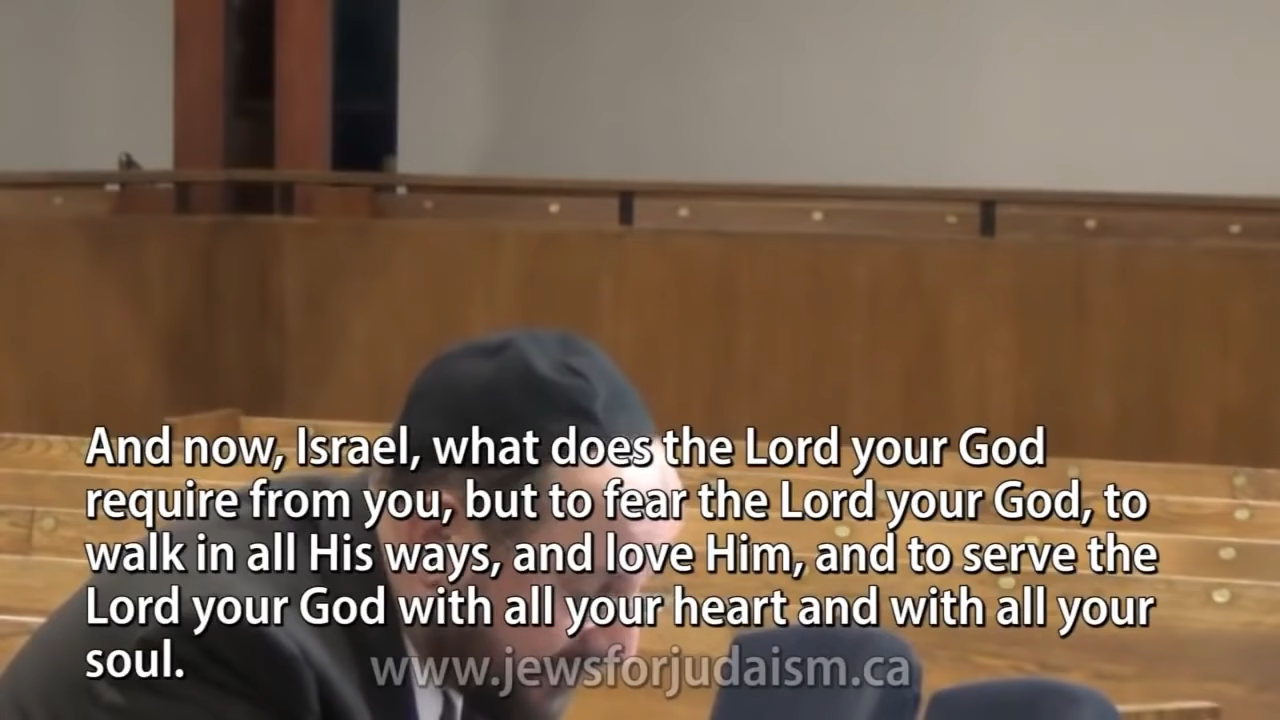 And now, Israel, what does the Lord your God
require from you, but to fear the Lord your God, to
walk in all His ways, and love Him, and to serve the
Lord your God with all your heart and with all your
soul.
www.jewsforjudaism.ca